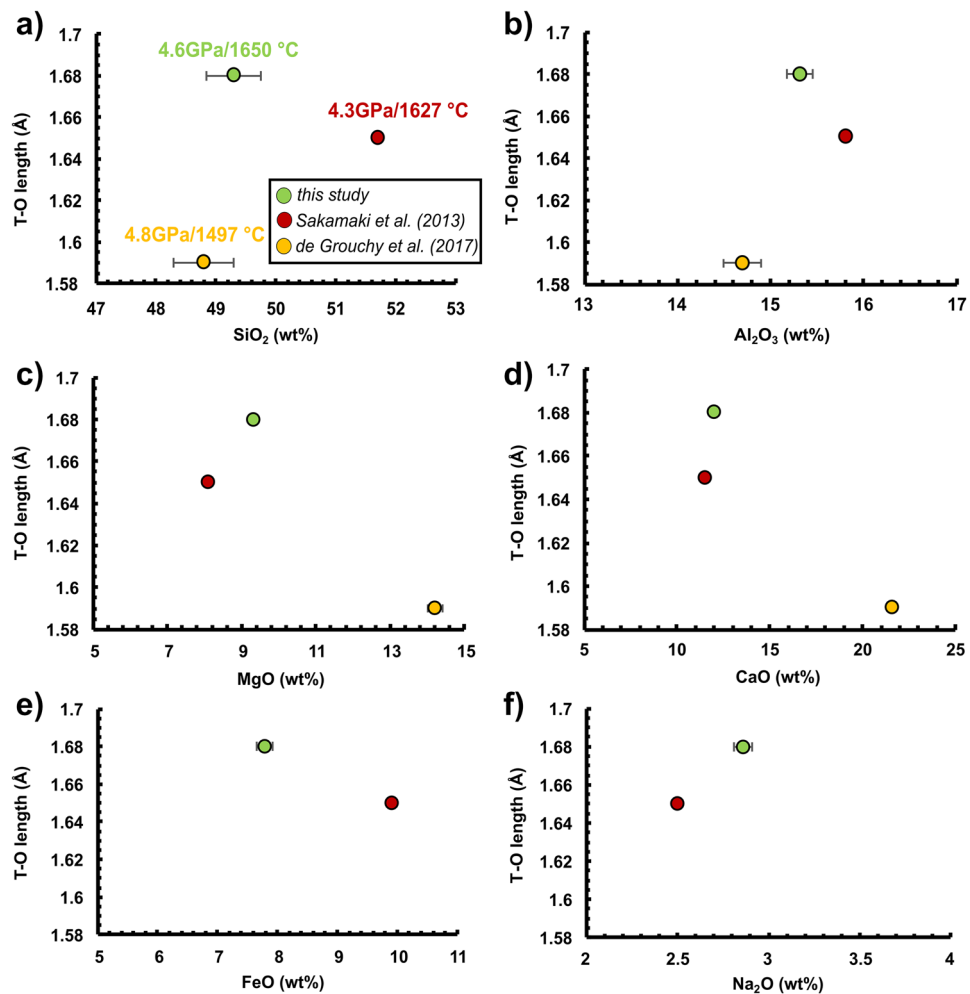 a)
1.7
1.68
1.66
1.64
1.62
1.6
1.58
T-O length (Å)
4.6GPa/1650 °C
4.3GPa/1627 °C
4.8GPa/1497 °C
this study
Sakamaki et al. (2013)
de Grouchy et al. (2017)
47 48 49 50 51 52 53
SiO₂ (wt%)
b)
1.7
1.68
1.66
1.64
1.62
1.6
1.58
T-O length (Å)
13 14 15 16 17
Al₂O₃ (wt%)
c)
1.7
1.68
1.66
1.64
1.62
1.6
1.58
T-O length (Å)
5 7 9 11 13 15
MgO (wt%)
d)
1.7
1.68
1.66
1.64
1.62
1.6
1.58
T-O length (Å)
5 10 15 20 25
CaO (wt%)
e)
1.7
1.68
1.66
1.64
1.62
1.6
1.58
T-O length (Å)
5 6 7 8 9 10 11
FeO (wt%)
f)
1.7
1.68
1.66
1.64
1.62
1.6
1.58
T-O length (Å)
2 2.5 3 3.5 4
Na₂O (wt%)